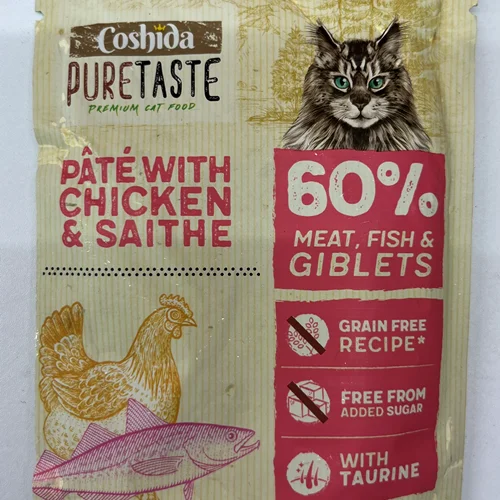 Coshida
PURETASTE
PREMIUM CAT FOOD
PÂTÉ WITH
CHICKEN
& SAITHE
60%
MEAT, FISH &
GIBLETS
GRAIN FREE
RECIPE*
FREE FROM
ADDED SUGAR
WITH
TAURINE